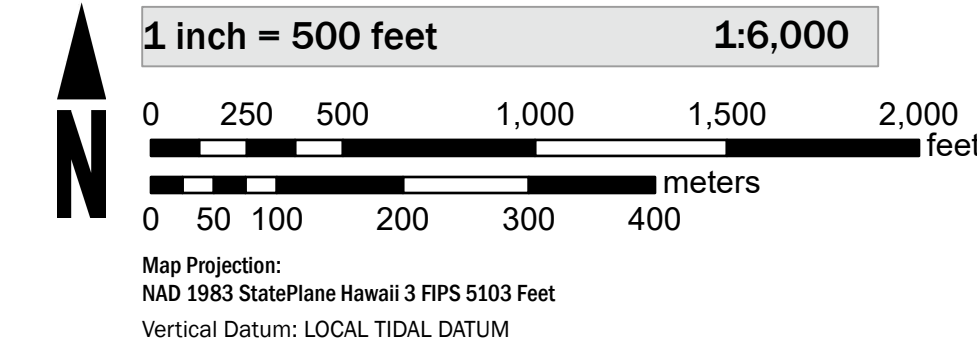 1 inch = 500 feet 1:6,000
0 250 500 1,000 1,500 2,000
feet
meters
0 50 100 200 300 400
N
Map Projection:
NAD 1983 StatePlane Hawaii 3 FIPS 5103 Feet
Vertical Datum: LOCAL TIDAL DATUM